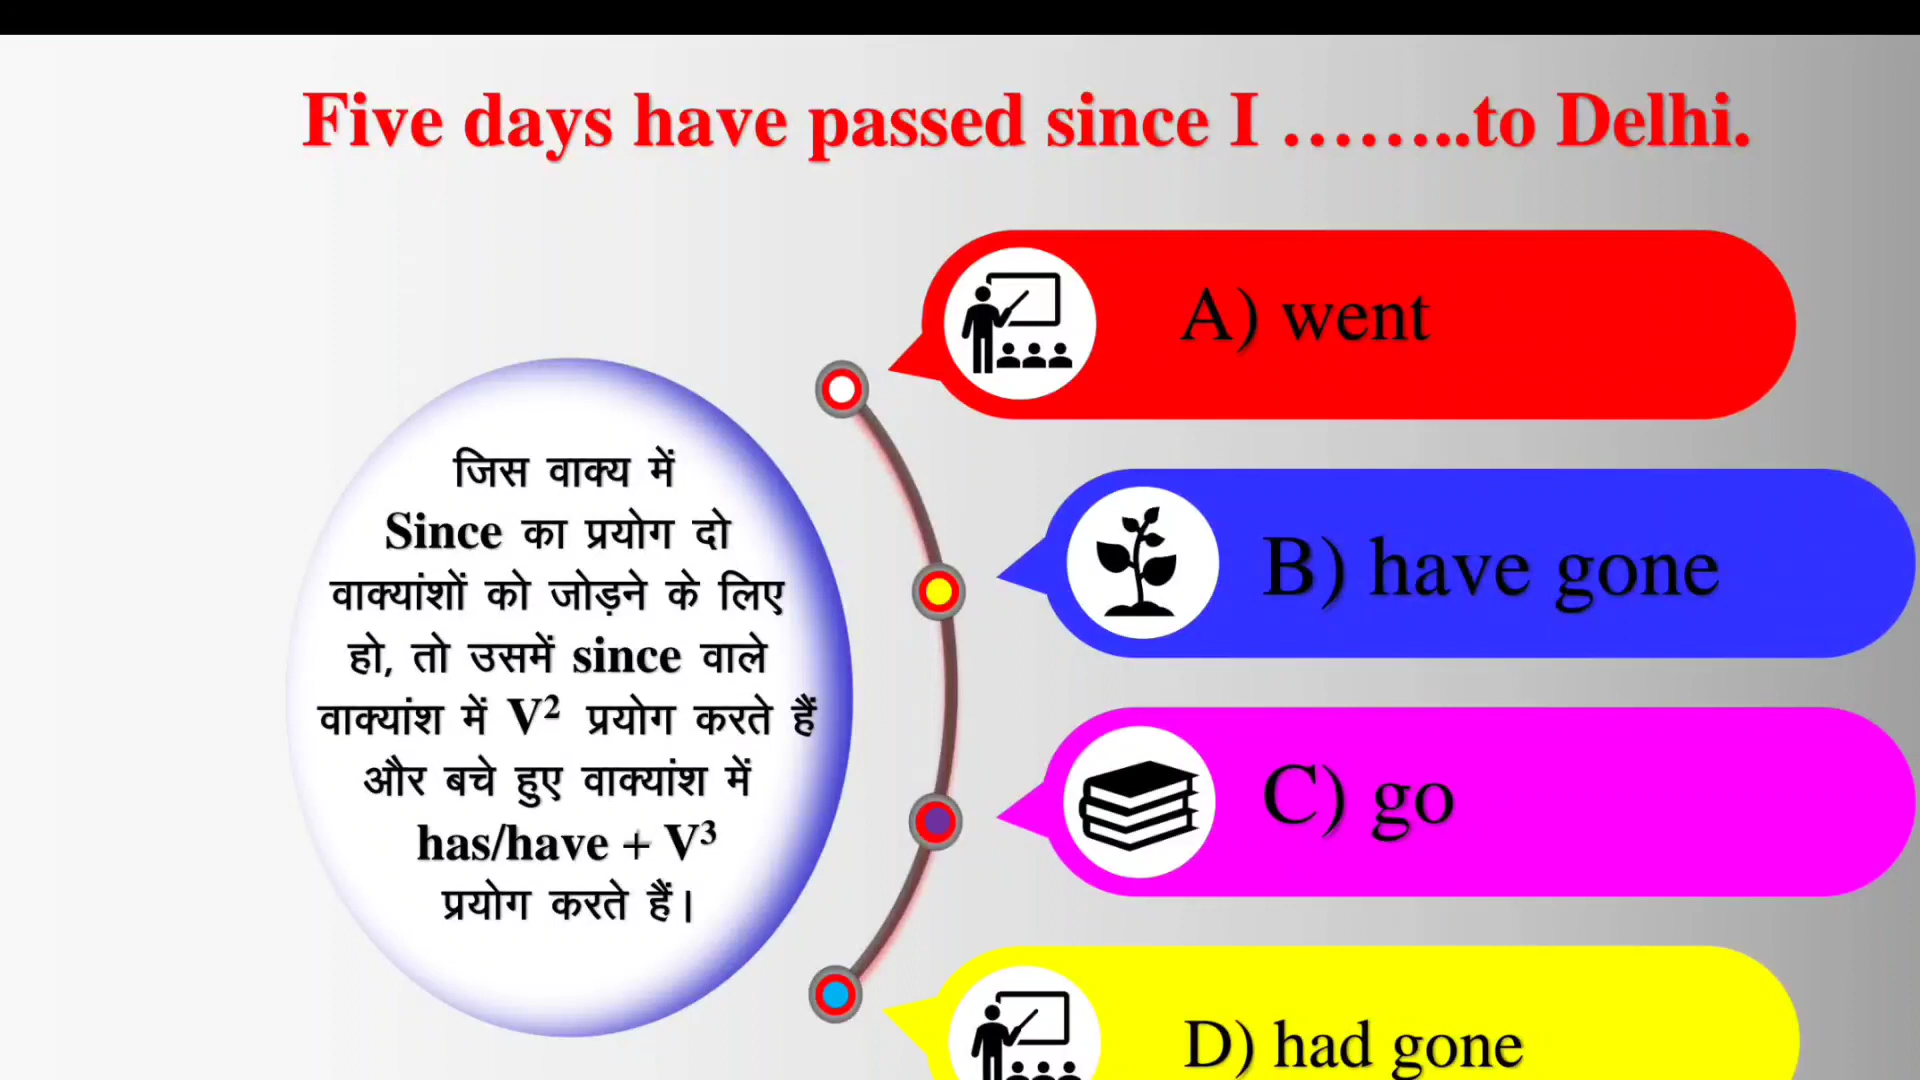 Five days have passed since I ……..to Delhi.
A) went
जिस वाक्य में
Since का प्रयोग दो
वाक्यांशों को जोड़ने के लिए
हो, तो उसमें since वाले
वाक्यांश में V² प्रयोग करते हैं
और बचे हुए वाक्यांश में
has/have + V³
प्रयोग करते हैं।
B) have gone
C) go
D) had gone